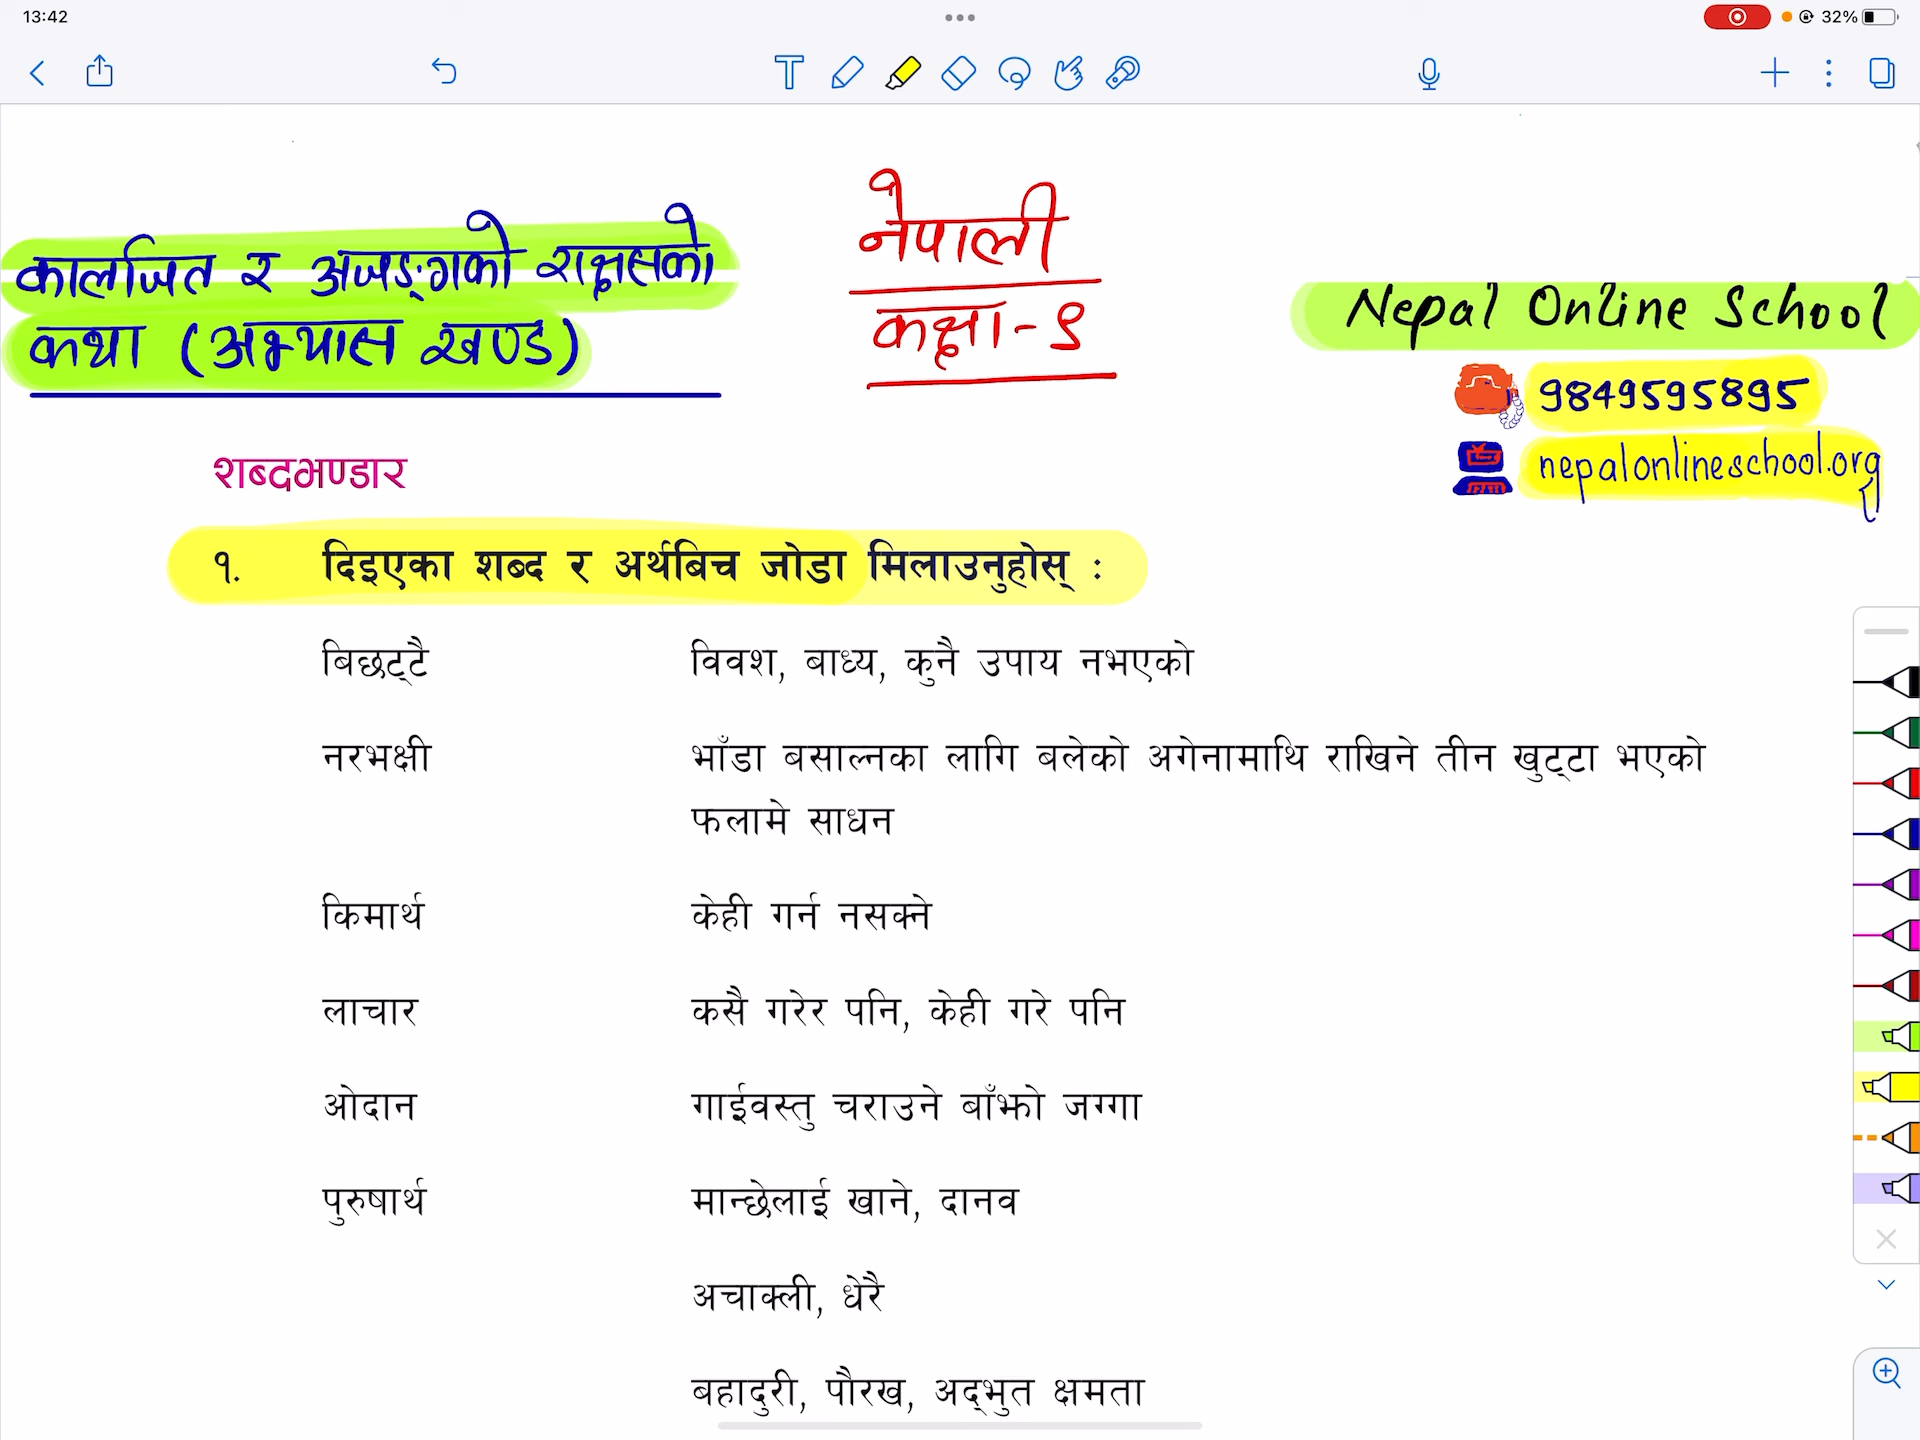 13:42
32%
कालजित र अजङ्गको राक्षसको
कथा (अभ्यास खण्ड)
नेपाली
कक्षा-९
Nepal Online School
9849595895
nepalonlineschool.org
शब्दभण्डार
१. दिइएका शब्द र अर्थबिच जोडा मिलाउनुहोस् :
बिछट्टै विवश, बाध्य, कुनै उपाय नभएको
नरभक्षी भाँडा बसाल्नका लागि बलेको अगेनामाथि राखिने तीन खुट्टा भएको
फलामे साधन
किमार्थ केही गर्न नसक्ने
लाचार कसै गरेर पनि, केही गरे पनि
ओदान गाईवस्तु चराउने बाँझो जग्गा
पुरुषार्थ मान्छेलाई खाने, दानव
अचाक्ली, धेरै
बहादुरी, पौरख, अद्भुत क्षमता